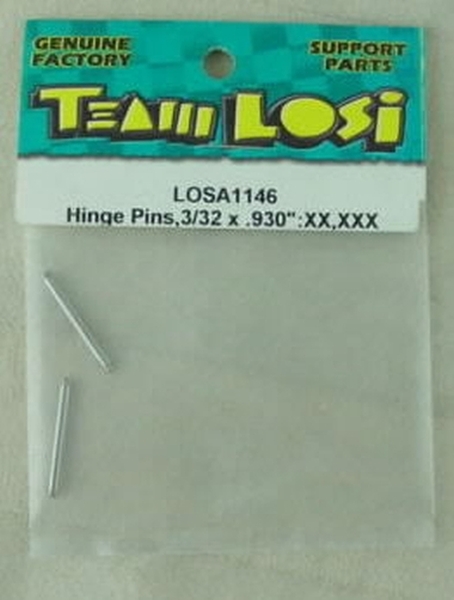 GENUINE FACTORY
SUPPORT PARTS
TEAM LOSI
LOSA1146
Hinge Pins,3/32 x .930":XX,XXX